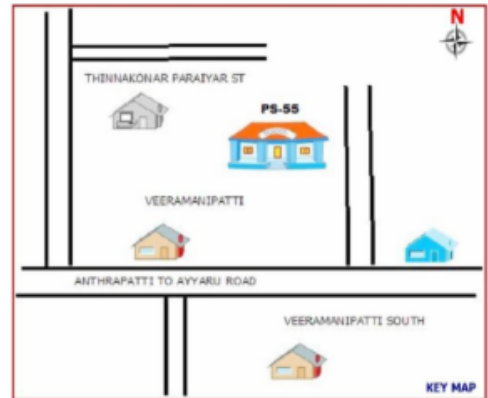 N
THINNAKONAR PARAIYAR ST
PS-55
VEERAMANIPATTI
ANTHRAPATTI TO AYYARU ROAD
VEERAMANIPATTI SOUTH
KEY MAP